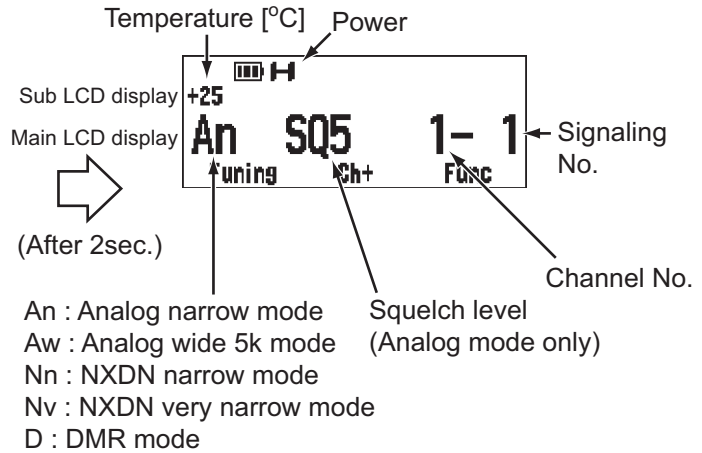 Temperature [°C]
Power
H
Sub LCD display +25
Main LCD display An SQ5 1- 1
Signaling
No.
Tuning Ch+ Func
(After 2sec.)
Channel No.
An : Analog narrow mode
Aw : Analog wide 5k mode
Nn : NXDN narrow mode
Nv : NXDN very narrow mode
D : DMR mode
Squelch level
(Analog mode only)